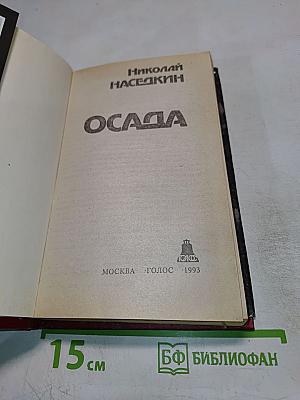 Николай
НАСЕДКИН
ОСАДА
МОСКВА · ГОЛОС · 1993
15 см
БФ БИБЛИОФАН